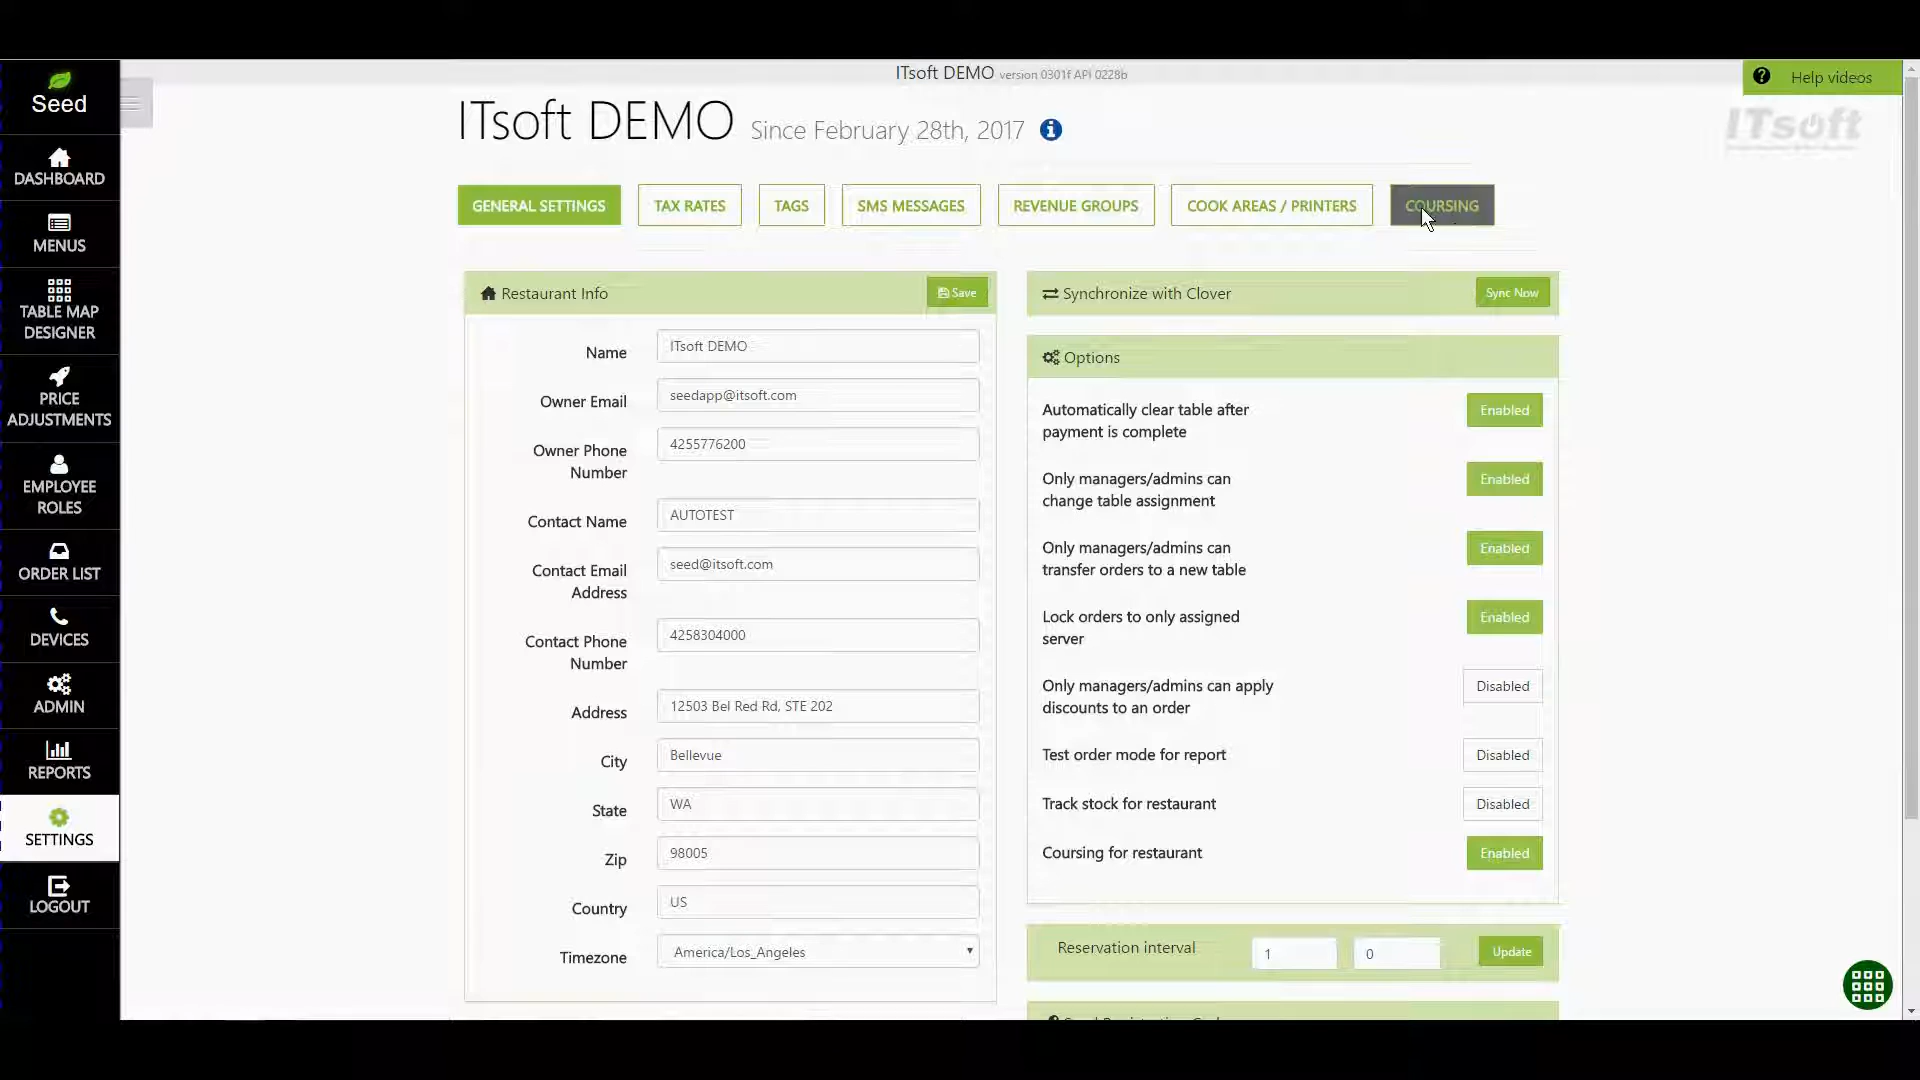 ITsoft DEMO version 0301f API 0228b
Help videos
Seed
ITsoft DEMO Since February 28th, 2017
ITsoft
DASHBOARD
MENUS
TABLE MAP
DESIGNER
PRICE
ADJUSTMENTS
EMPLOYEE
ROLES
ORDER LIST
DEVICES
ADMIN
REPORTS
SETTINGS
LOGOUT
GENERAL SETTINGS
TAX RATES
TAGS
SMS MESSAGES
REVENUE GROUPS
COOK AREAS / PRINTERS
COURSING
Restaurant Info
Save
Name
ITsoft DEMO
Owner Email
seedapp@itsoft.com
Owner Phone
Number
4255776200
Contact Name
AUTOTEST
Contact Email
Address
seed@itsoft.com
Contact Phone
Number
4258304000
Address
12503 Bel Red Rd, STE 202
City
Bellevue
State
WA
Zip
98005
Country
US
Timezone
America/Los_Angeles
Synchronize with Clover
Sync Now
Options
Automatically clear table after
payment is complete
Enabled
Only managers/admins can
change table assignment
Enabled
Only managers/admins can
transfer orders to a new table
Enabled
Lock orders to only assigned
server
Enabled
Only managers/admins can apply
discounts to an order
Disabled
Test order mode for report
Disabled
Track stock for restaurant
Disabled
Coursing for restaurant
Enabled
Reservation interval
1
0
Update